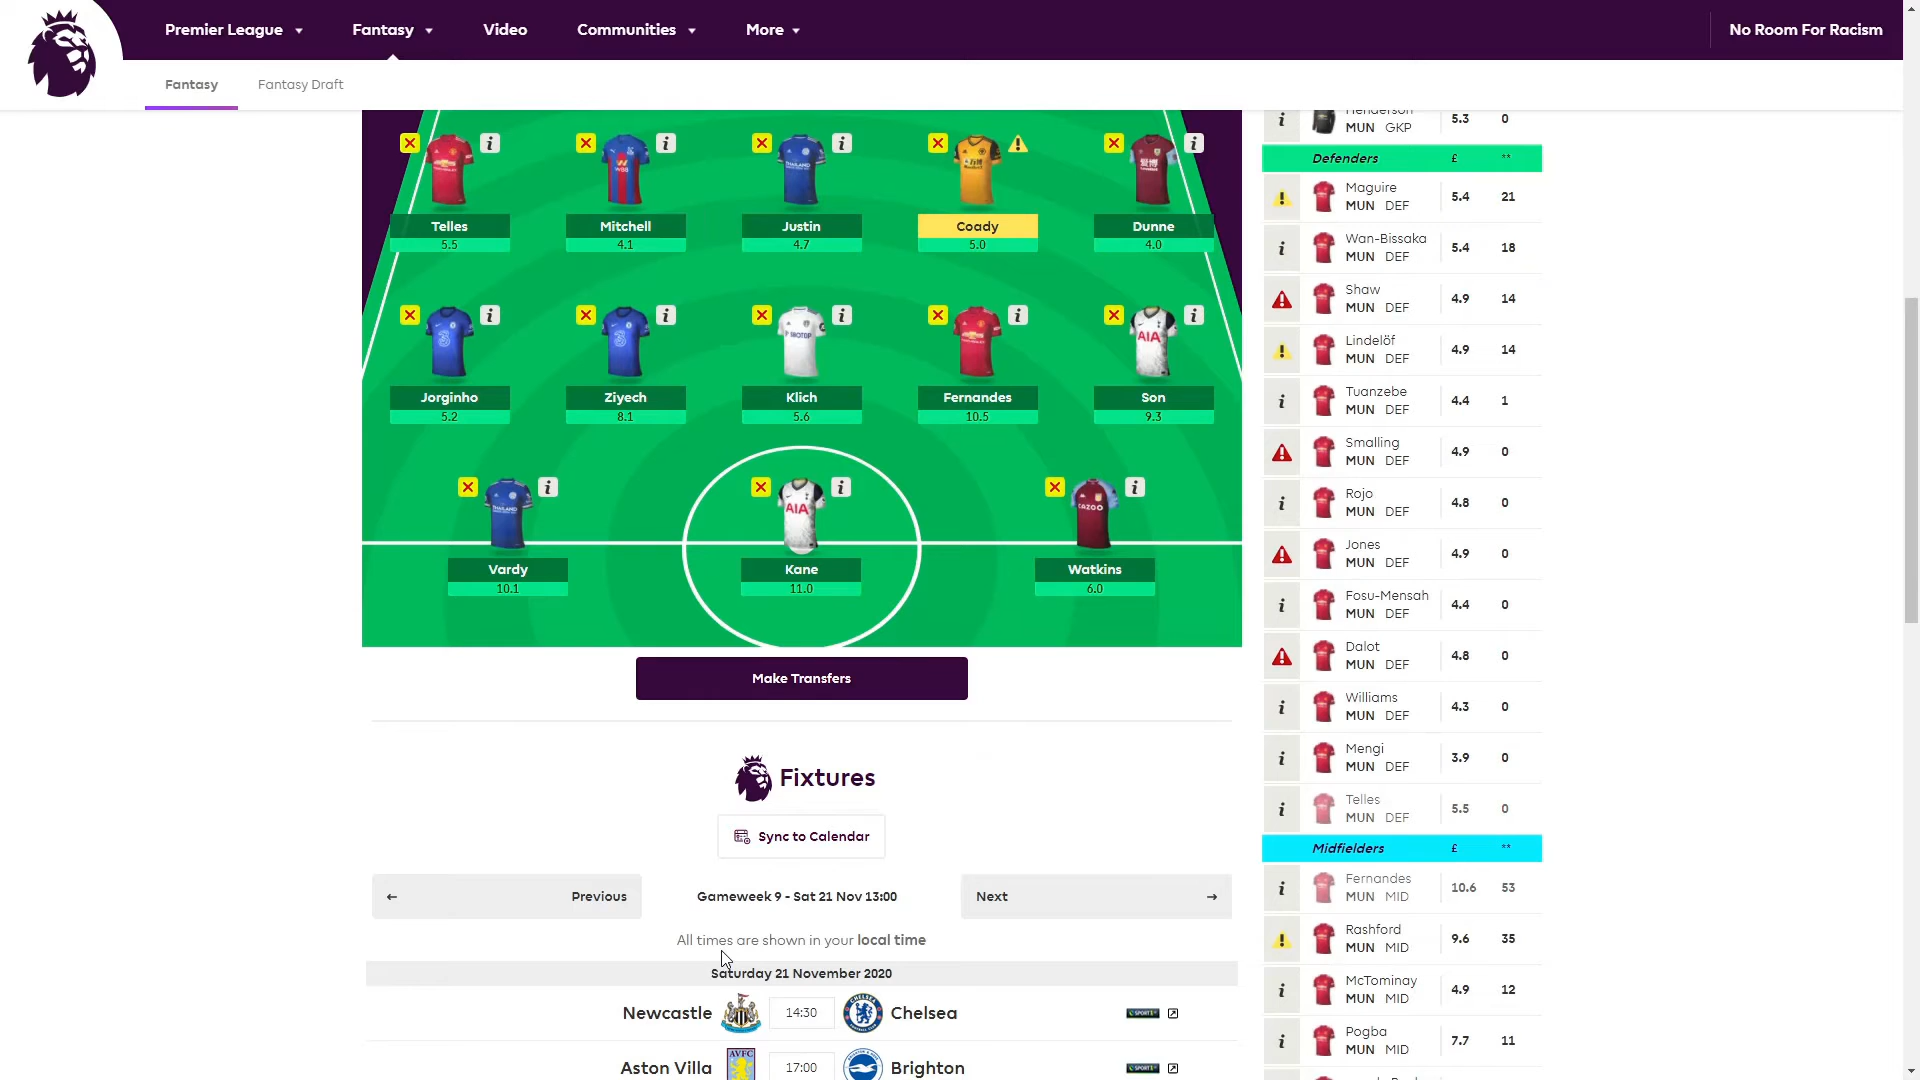 Premier League
Fantasy
Video
Communities
More
No Room For Racism
Fantasy
Fantasy Draft
Telles
5.5
Mitchell
4.1
Justin
4.7
Coady
5.0
Dunne
4.0
Jorginho
5.2
Ziyech
8.1
Klich
5.6
Fernandes
10.5
Son
9.3
Vardy
10.1
Kane
11.0
Watkins
6.0
Make Transfers
Fixtures
Sync to Calendar
Previous
Gameweek 9 - Sat 21 Nov 13:00
Next
All times are shown in your local time
Saturday 21 November 2020
Newcastle 14:30 Chelsea
Aston Villa 17:00 Brighton
Henderson
MUN GKP 5.3 0
Defenders £ **
Maguire
MUN DEF 5.4 21
Wan-Bissaka
MUN DEF 5.4 18
Shaw
MUN DEF 4.9 14
Lindelöf
MUN DEF 4.9 14
Tuanzebe
MUN DEF 4.4 1
Smalling
MUN DEF 4.9 0
Rojo
MUN DEF 4.8 0
Jones
MUN DEF 4.9 0
Fosu-Mensah
MUN DEF 4.4 0
Dalot
MUN DEF 4.8 0
Williams
MUN DEF 4.3 0
Mengi
MUN DEF 3.9 0
Telles
MUN DEF 5.5 0
Midfielders £ **
Fernandes
MUN MID 10.6 53
Rashford
MUN MID 9.6 35
McTominay
MUN MID 4.9 12
Pogba
MUN MID 7.7 11